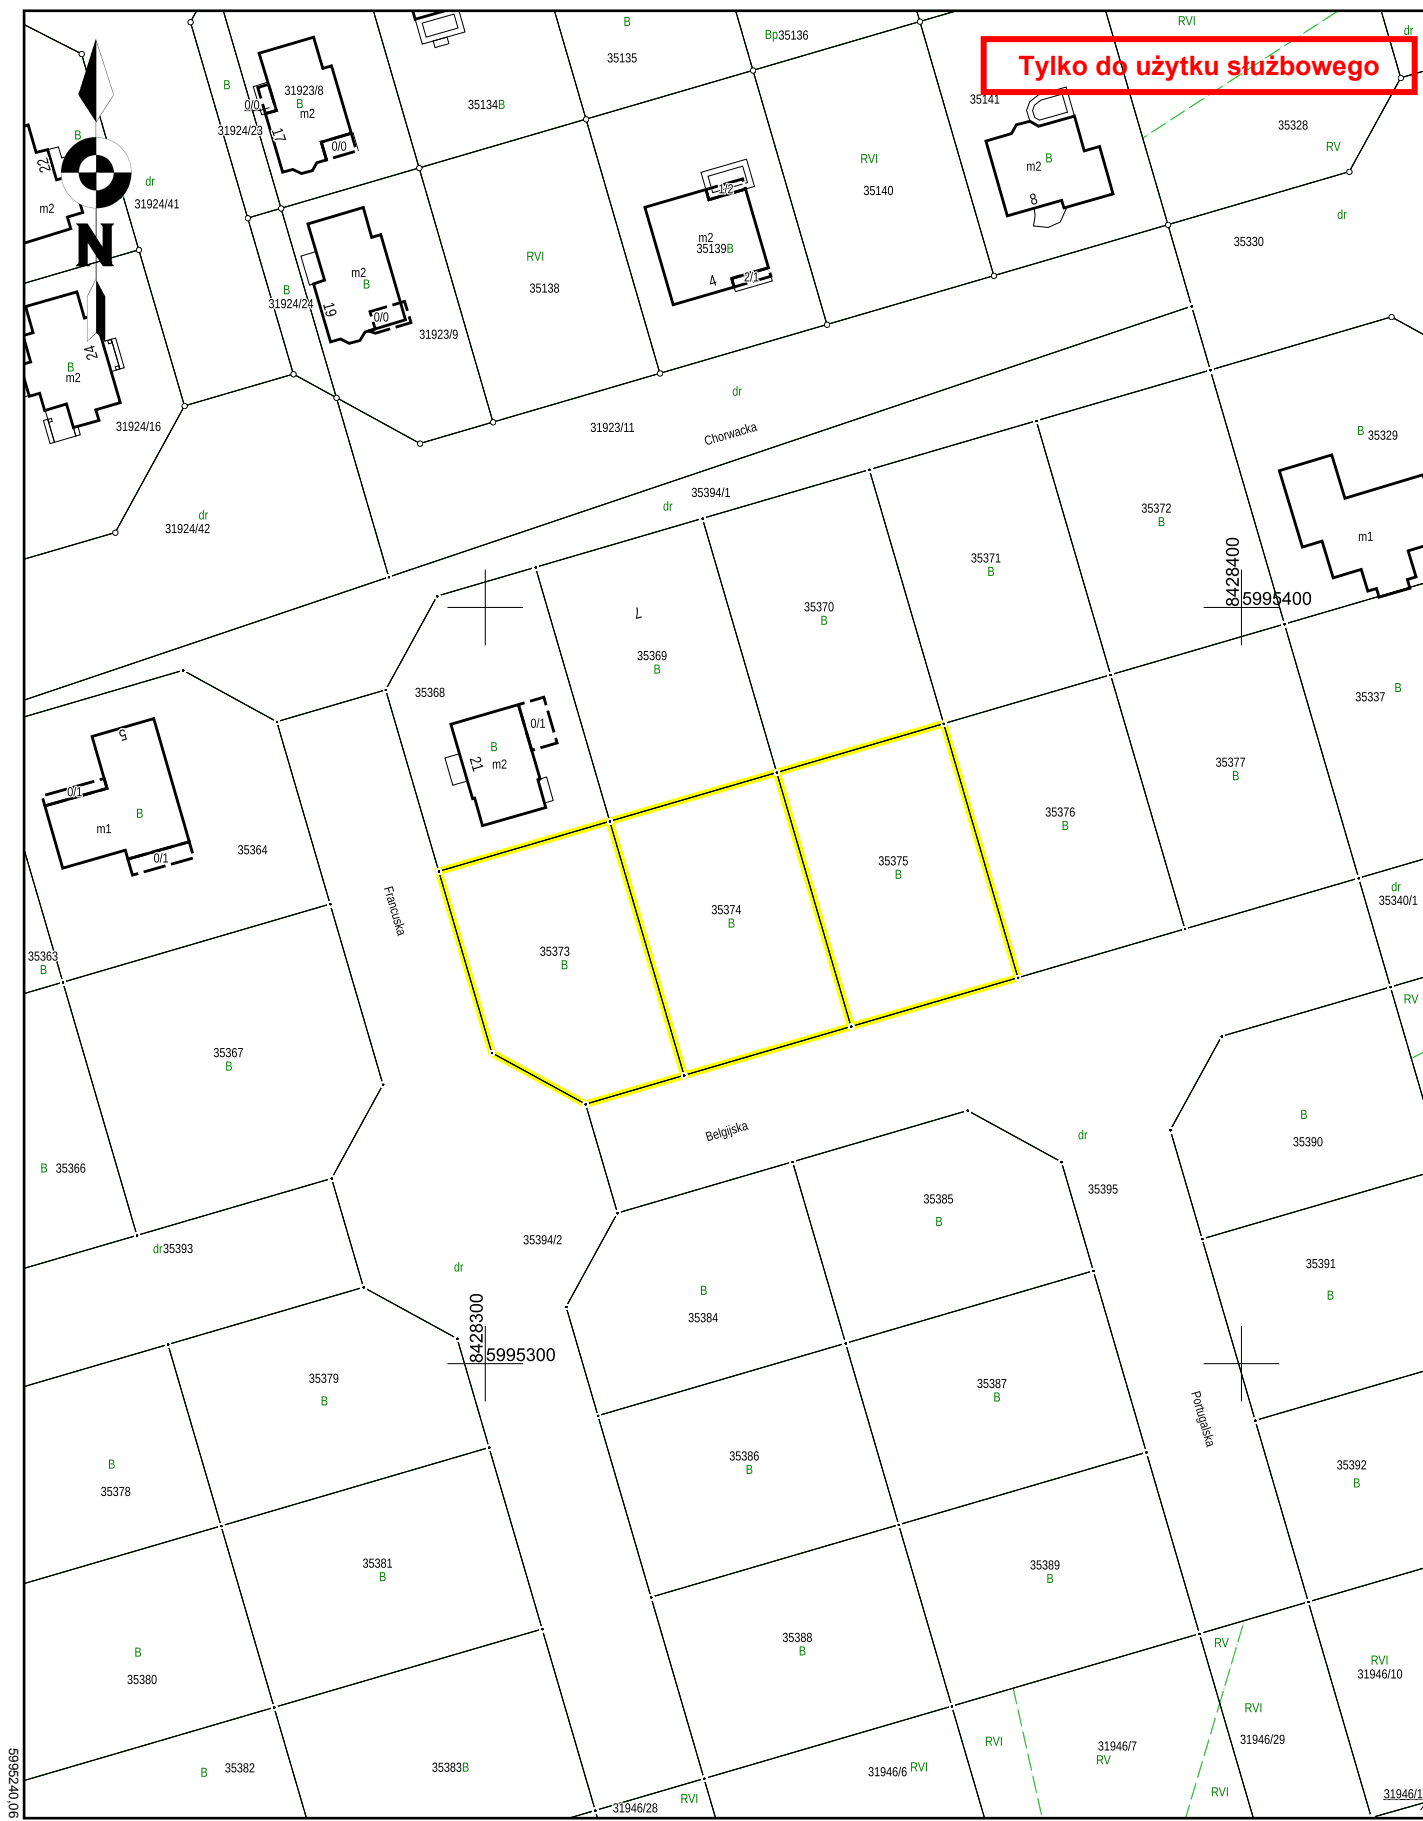 B
35135
Bp35136
RVI
dr
Tylko do użytku służbowego
B
31923/8
B
m2
0/0
17
0/0
31924/23
35134B
35141
35328
RV
B
22
m2
dr
31924/41
RVI
35140
m2
B
8
1/2
m2
35139B
4
2/1
dr
35330
N
RVI
35138
B
31924/24
m2
B
19
0/0
31923/9
24
B
m2
31924/16
dr
31923/11
Chorwacka
B
35329
m1
dr
31924/42
35394/1
dr
35372
B
35371
B
8428400
5995400
35370
B
7
35369
B
35368
B
m2
21
0/1
35337
B
5
0/1
B
m1
0/1
35364
35377
B
35376
B
35375
B
35374
B
35373
B
Francuska
dr
35340/1
35363
B
RV
35367
B
B
35366
Belgijska
dr
B
35390
35395
35385
B
dr35393
35394/2
dr
35391
B
B
35384
8428300
5995300
35379
B
35387
B
Portugalska
35386
B
35392
B
B
35378
35381
B
35389
B
35388
B
B
35380
RV
RVI
31946/10
RVI
31946/29
RVI
31946/7
RV
B
35382
35383B
31946/6
RVI
RVI
RVI
31946/28
31946/1
5995240,06